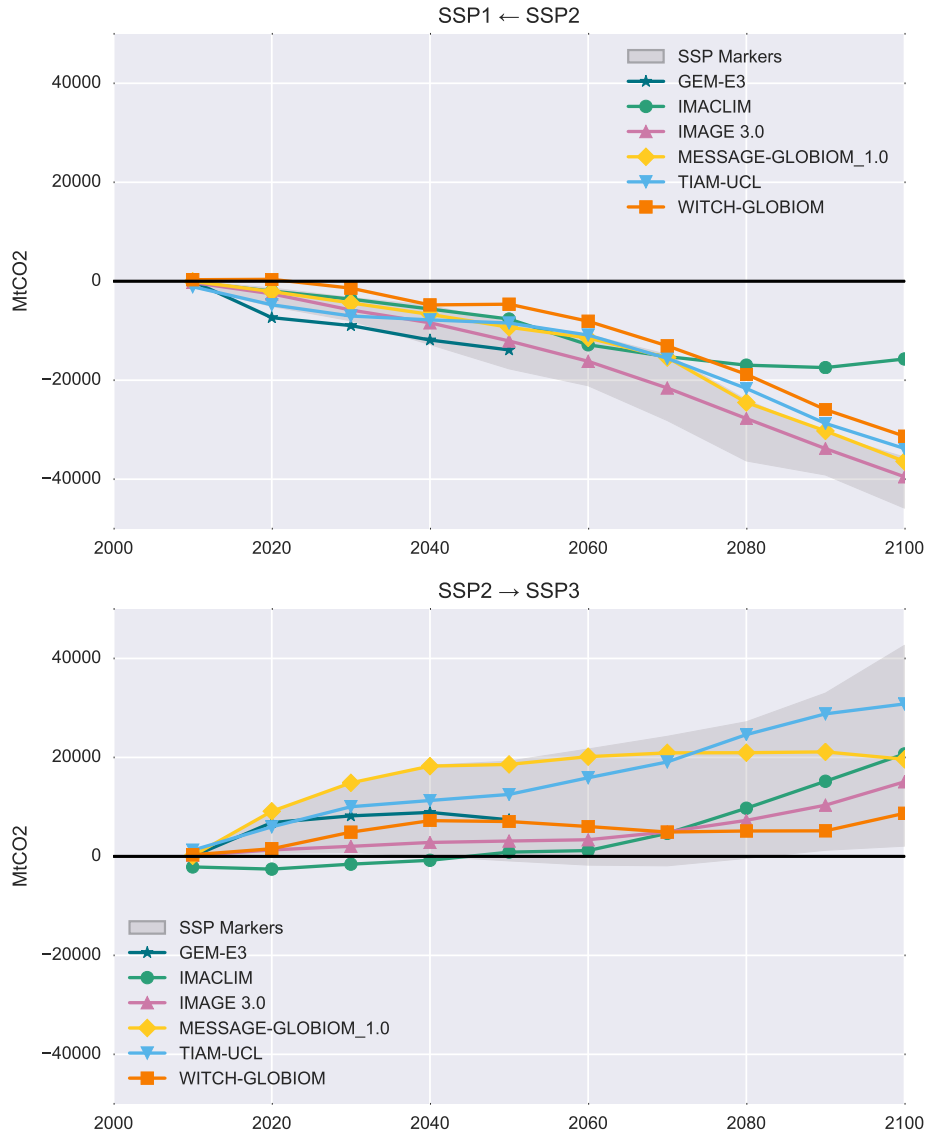 SSP1 ← SSP2
MtCO2
40000
20000
0
−20000
−40000
SSP Markers
GEM-E3
IMACLIM
IMAGE 3.0
MESSAGE-GLOBIOM_1.0
TIAM-UCL
WITCH-GLOBIOM
2000 2020 2040 2060 2080 2100
SSP2 → SSP3
MtCO2
40000
20000
0
−20000
−40000
SSP Markers
GEM-E3
IMACLIM
IMAGE 3.0
MESSAGE-GLOBIOM_1.0
TIAM-UCL
WITCH-GLOBIOM
2000 2020 2040 2060 2080 2100